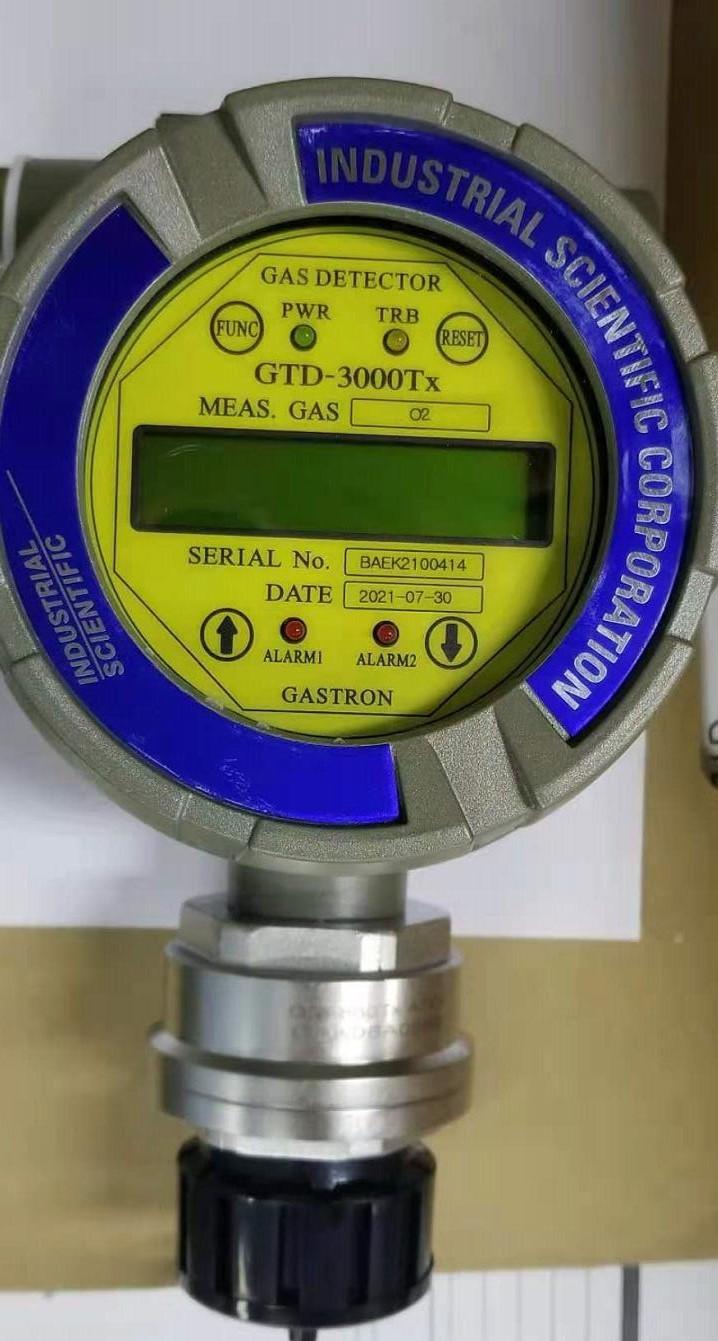 INDUSTRIAL SCIENTIFIC CORPORATION
GAS DETECTOR
PWR TRB
FUNC RESET
GTD-3000Tx
MEAS. GAS O2
SERIAL No. BAEK2100414
DATE 2021-07-30
ALARM1 ALARM2
GASTRON
INDUSTRIAL
SCIENTIFIC